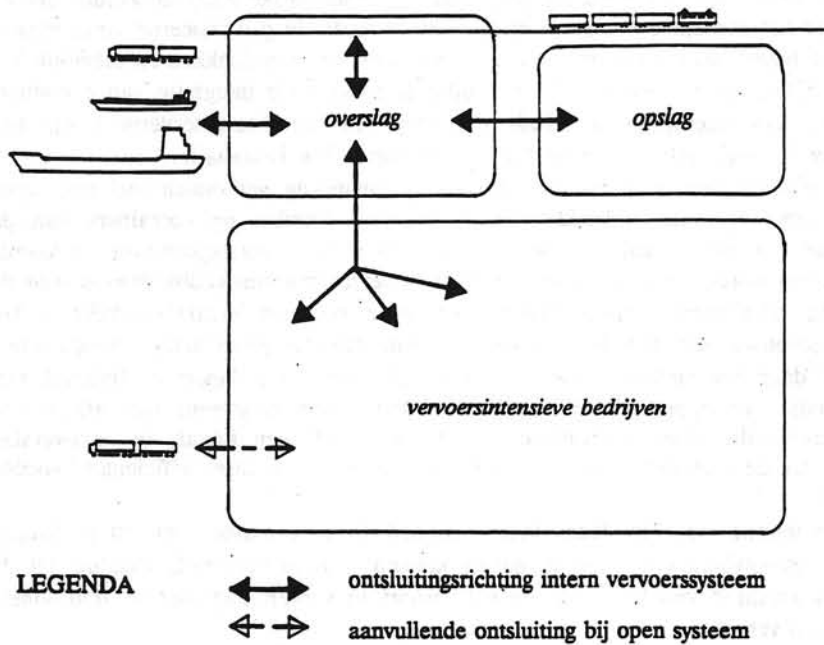 overslag
opslag
vervoersintensieve bedrijven
LEGENDA
ontsluitingsrichting intern vervoerssysteem
aanvullende ontsluiting bij open systeem